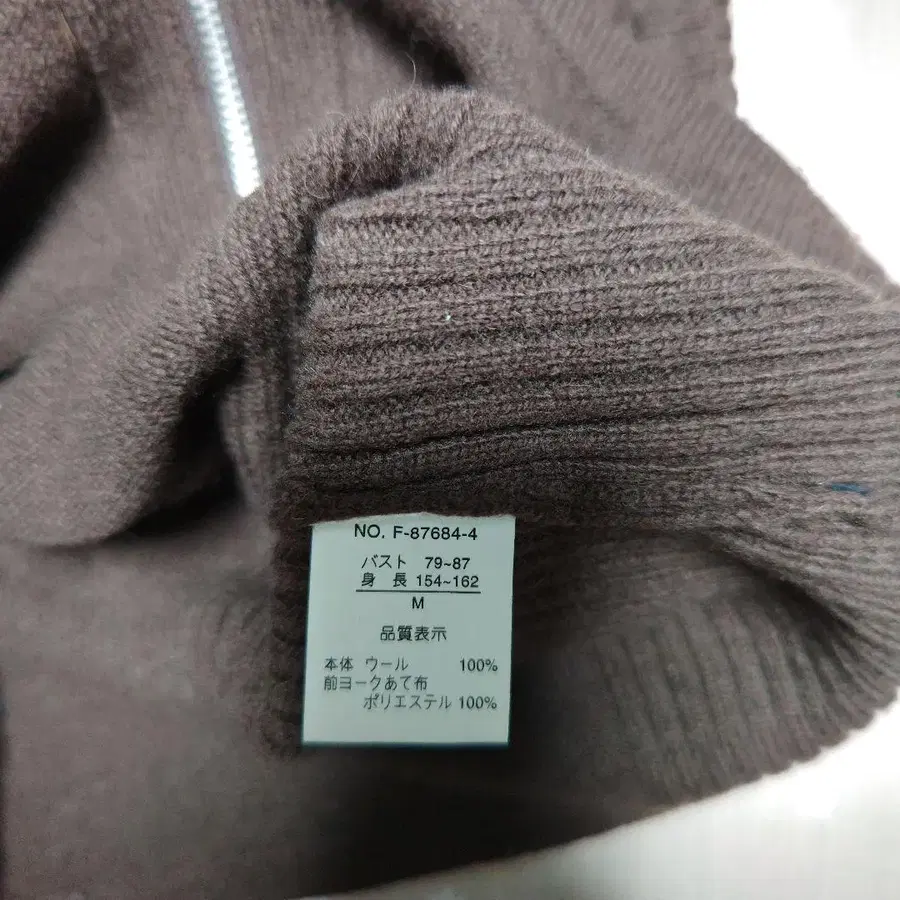 NO. F-87684-4
バスト 79~87
身 長 154~162
M
品質表示
本体 ウール 100%
前ヨークあて布
ポリエステル 100%